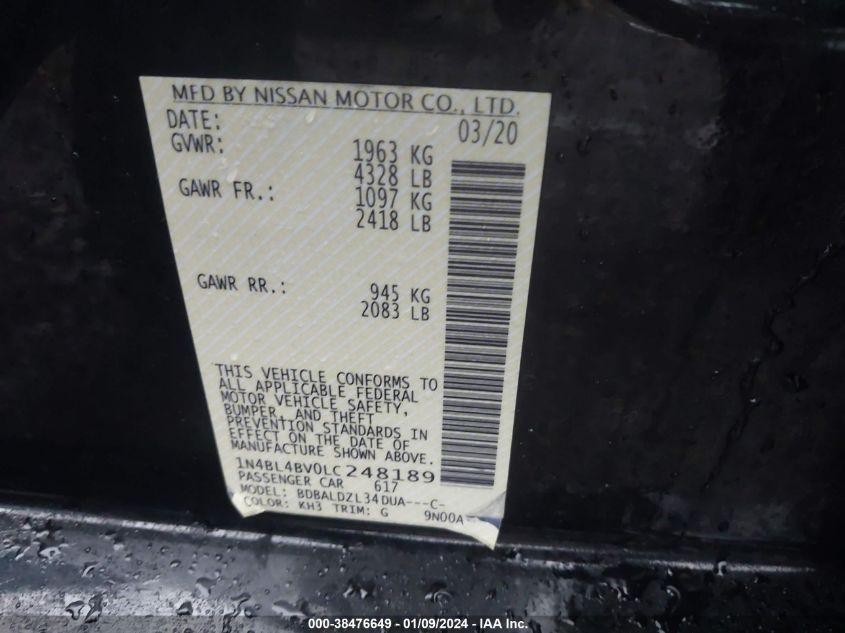 MFD BY NISSAN MOTOR CO., LTD.
DATE: 03/20
GVWR: 1963 KG
4328 LB
GAWR FR.: 1097 KG
2418 LB
GAWR RR.: 945 KG
2083 LB
THIS VEHICLE CONFORMS TO
ALL APPLICABLE FEDERAL
MOTOR VEHICLE SAFETY,
BUMPER, AND THEFT
PREVENTION STANDARDS IN
EFFECT ON THE DATE OF
MANUFACTURE SHOWN ABOVE.
1N4BL4BV0LC248189
PASSENGER CAR 617
MODEL: BDBALDZL34DUA---C-
COLOR: KH3 TRIM: G 9N00A
000-38476649 - 01/09/2024 - IAA Inc.